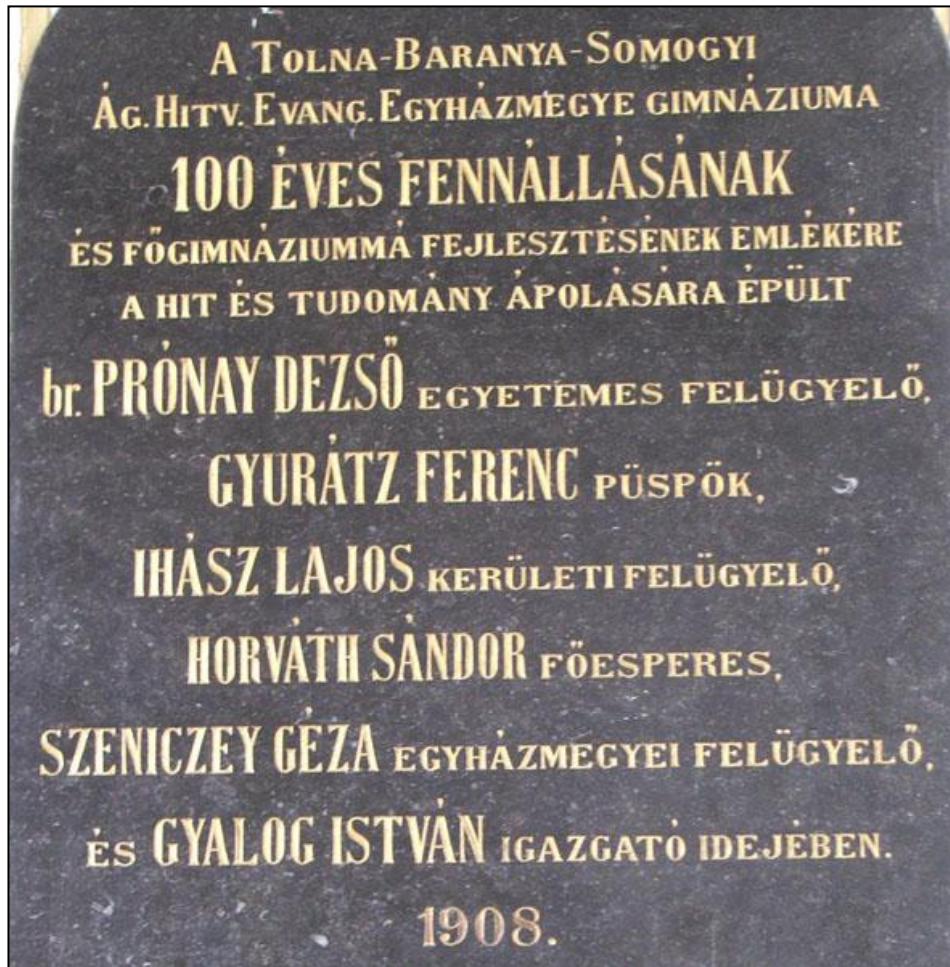 A TOLNA-BARANYA-SOMOGYI
ÁG. HITV. EVANG. EGYHÁZMEGYE GIMNÁZIUMA
100 ÉVES FENNÁLLÁSÁNAK
ÉS FŐGIMNÁZIUMMÁ FEJLESZTÉSÉNEK EMLÉKÉRE
A HIT ÉS TUDOMÁNY ÁPOLÁSÁRA ÉPÜLT
br. PRÓNAY DEZSŐ EGYETEMES FELÜGYELŐ,
GYURÁTZ FERENC PÜSPÖK,
IHÁSZ LAJOS KERÜLETI FELÜGYELŐ,
HORVÁTH SÁNDOR FŐESPERES,
SZENICZEY GÉZA EGYHÁZMEGYEI FELÜGYELŐ,
ÉS GYALOG ISTVÁN IGAZGATÓ IDEJÉBEN.
1908.